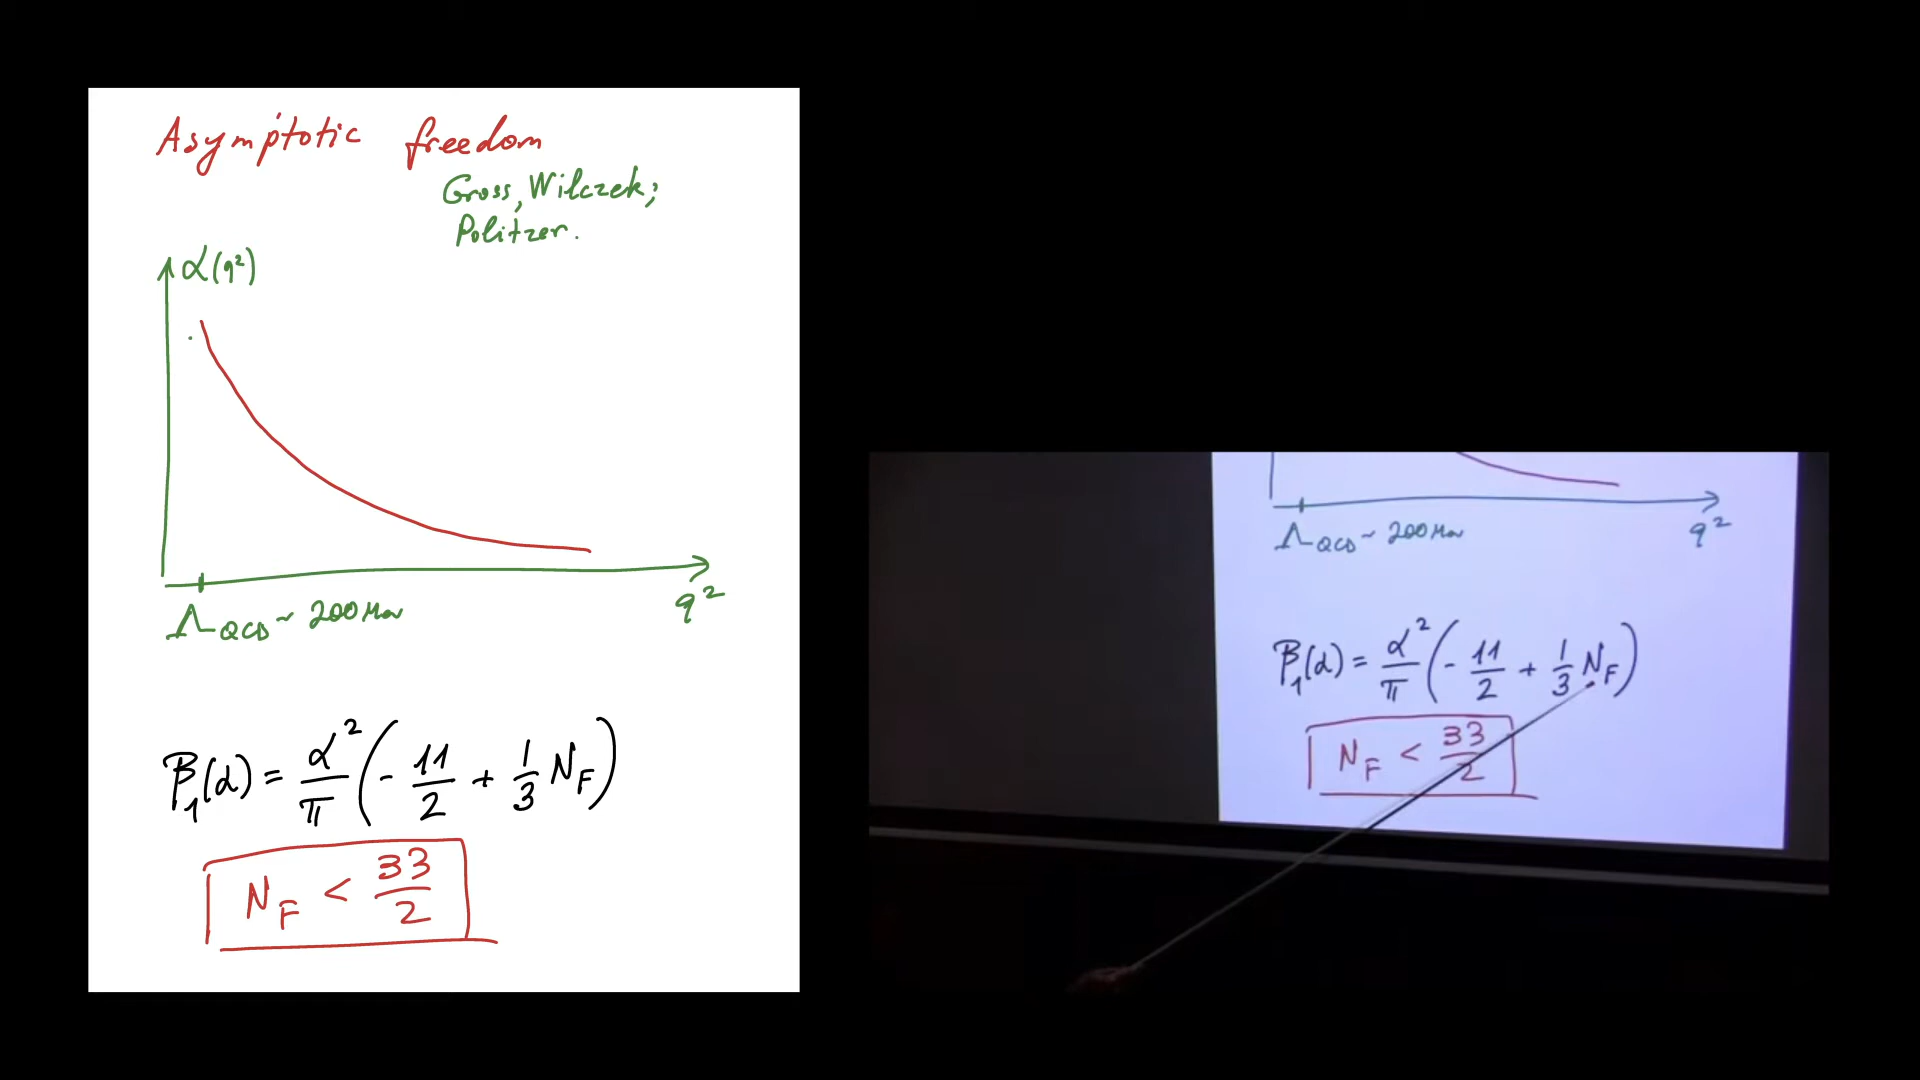 Asymptotic freedom
Gross, Wilczek;
Politzer.
α(q²)
Λ_QCD ~ 200 Mev
q²
β₁(α) = α²/π (- 11/2 + 1/3 N_F)
N_F < 33/2
Λ_QCD ~ 200 Mev
q²
β₁(α) = α²/π (- 11/2 + 1/3 N_F)
N_F < 33/2